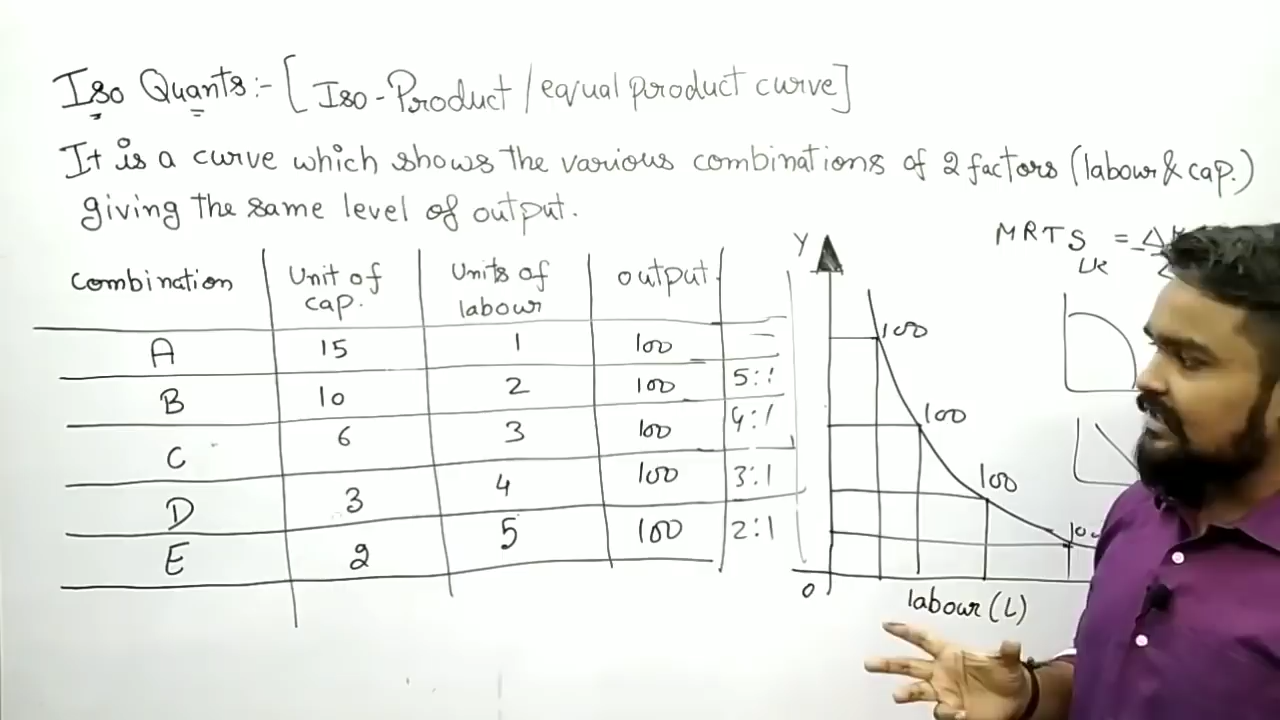 Iso Quants:- [Iso-Product / equal product curve]
It is a curve which shows the various combinations of 2 factors (labour & cap.)
giving the same level of output.
Combination Unit of cap. Units of labour output
A 15 1 100 —
B 10 2 100 5:1
C 6 3 100 4:1
D 3 4 100 3:1
E 2 5 100 2:1
MRTS LK =
Y
100
100
100
0
labour (L)